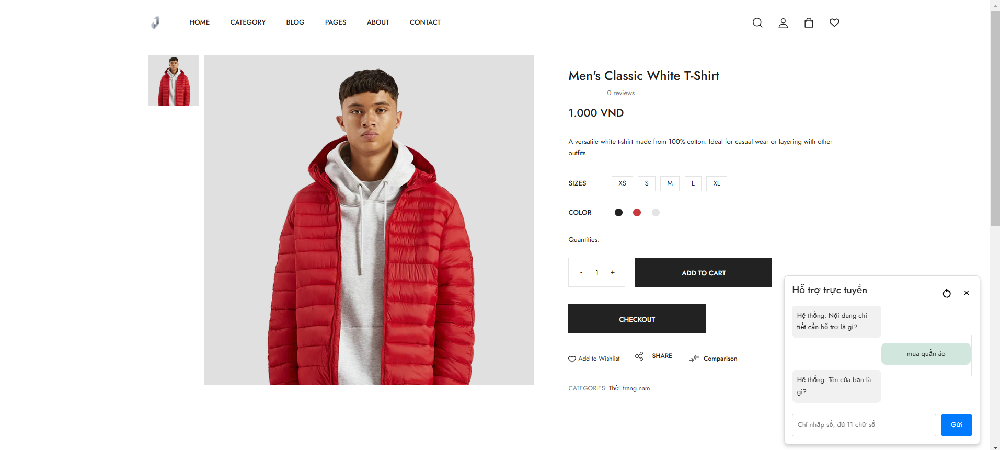 HOME CATEGORY BLOG PAGES ABOUT CONTACT
Men's Classic White T-Shirt
0 reviews
1.000 VND
A versatile white t-shirt made from 100% cotton. Ideal for casual wear or layering with other
outfits.
SIZES XS S M L XL
COLOR
Quantities:
- 1 + ADD TO CART
CHECKOUT
Add to Wishlist SHARE Comparison
CATEGORIES: Thời trang nam
Hỗ trợ trực tuyến ×
Hệ thống: Nội dung chi
tiết cần hỗ trợ là gì?
mua quần áo
Hệ thống: Tên của bạn là
gì?
Chỉ nhập số, đủ 11 chữ số Gửi